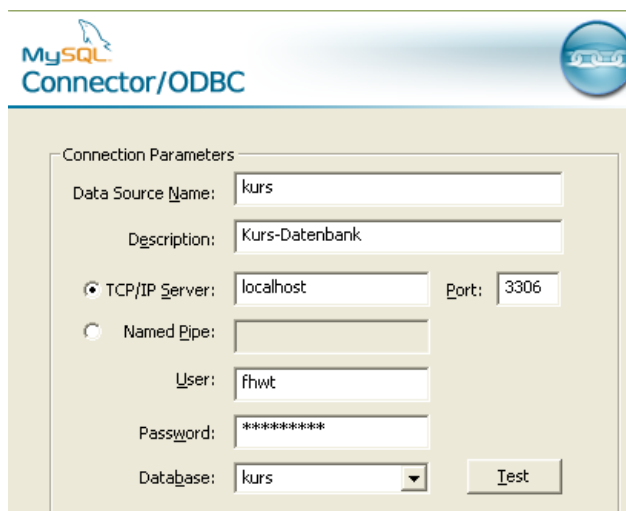 MySQL
Connector/ODBC
Connection Parameters
Data Source Name: kurs
Description: Kurs-Datenbank
TCP/IP Server: localhost Port: 3306
Named Pipe:
User: fhwt
Password: *********
Database: kurs Test